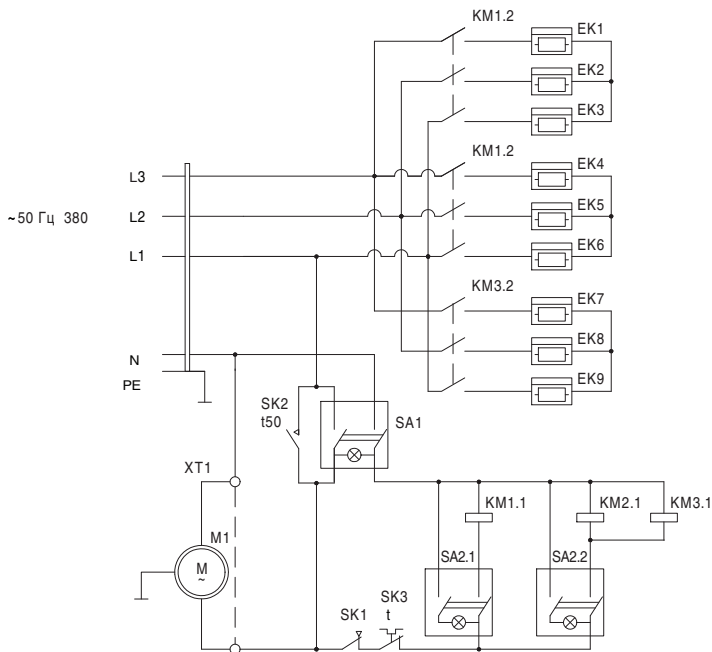 KM1.2
EK1
EK2
EK3
KM1.2
EK4
L3
~50 Гц 380
L2
EK5
L1
EK6
KM3.2
EK7
EK8
N
PE
EK9
SK2
t50
SA1
XT1
KM1.1
KM2.1
KM3.1
M1
M
~
SA2.1
SA2.2
SK1
SK3
t